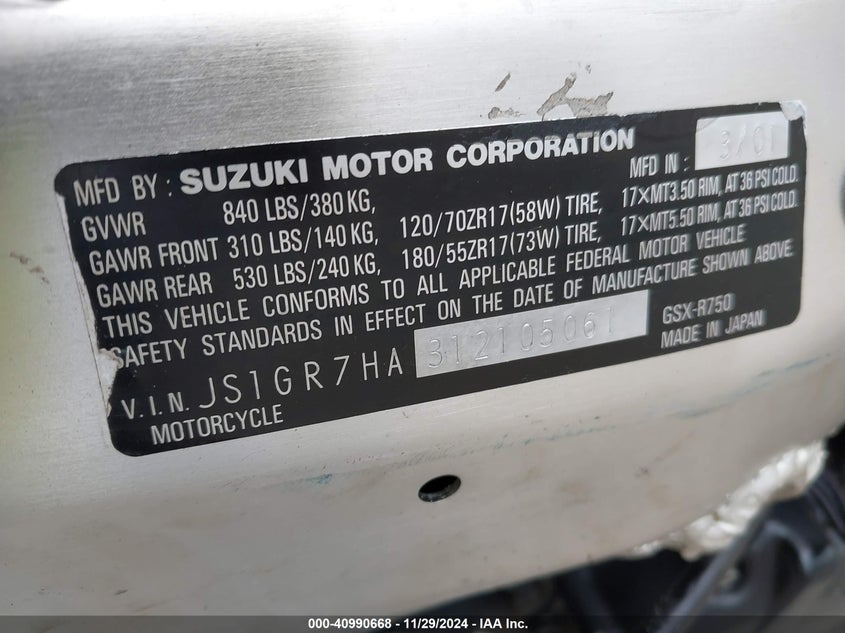 MFD BY : SUZUKI MOTOR CORPORATION MFD IN : 3/01
GVWR 840 LBS/380 KG,
GAWR FRONT 310 LBS/140 KG, 120/70ZR17(58W) TIRE, 17×MT3.50 RIM, AT 36 PSI COLD.
GAWR REAR 530 LBS/240 KG, 180/55ZR17(73W) TIRE, 17×MT5.50 RIM, AT 36 PSI COLD.
THIS VEHICLE CONFORMS TO ALL APPLICABLE FEDERAL MOTOR VEHICLE
SAFETY STANDARDS IN EFFECT ON THE DATE OF MANUFACTURE SHOWN ABOVE.
V.I.N. JS1GR7HA 312105061 GSX-R750
MOTORCYCLE MADE IN JAPAN
000-40990668 - 11/29/2024 - IAA Inc.